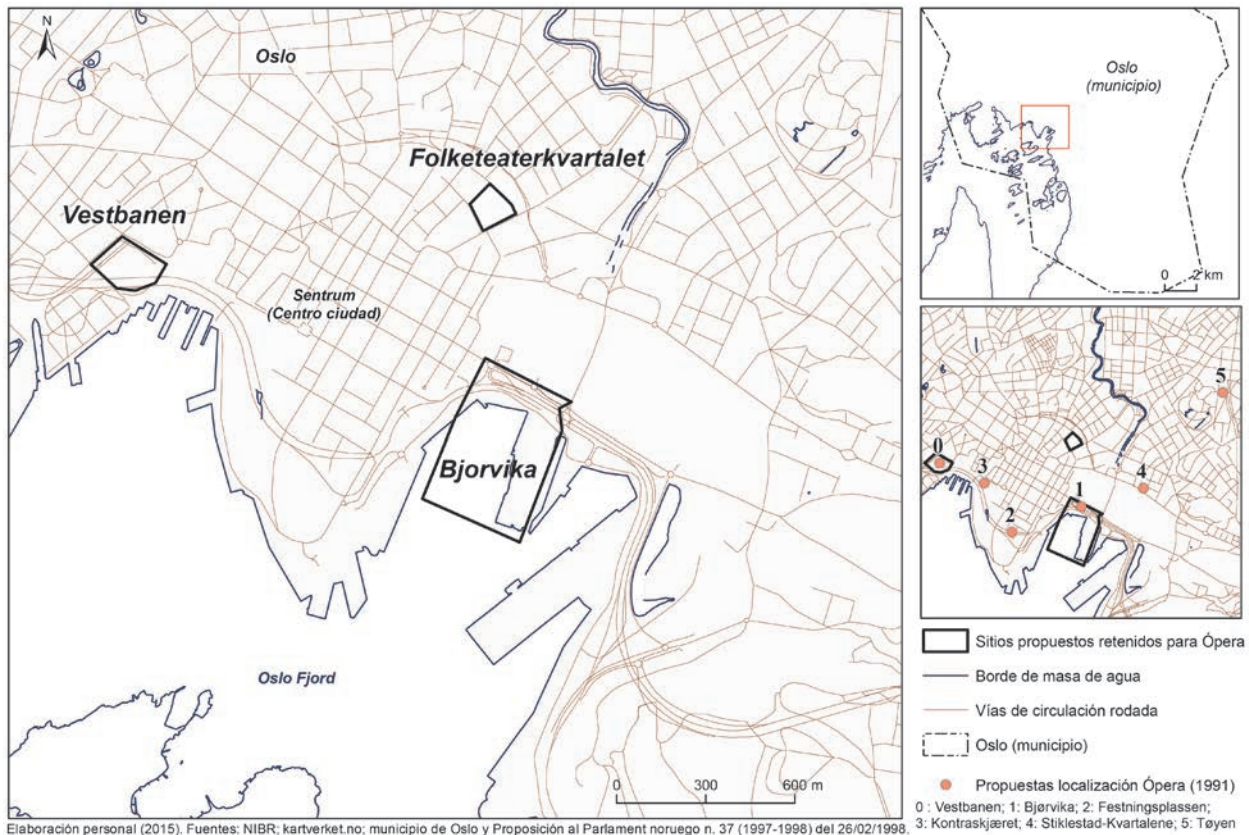 N
Oslo
Folketeaterkvartalet
Vestbanen
Sentrum
(Centro ciudad)
Bjorvika
Oslo Fjord
0 300 600 m
Oslo
(municipio)
0 2 km
5
0
3
4
1
2
Sitios propuestos retenidos para Ópera
Borde de masa de agua
Vías de circulación rodada
Oslo (municipio)
Propuestas localización Ópera (1991)
0 : Vestbanen; 1: Bjørvika; 2: Festningsplassen;
3: Kontraskjæret; 4: Stiklestad-Kvartalene; 5: Tøyen
Elaboración personal (2015). Fuentes: NIBR; kartverket.no; municipio de Oslo y Proposición al Parlament noruego n. 37 (1997-1998) del 26/02/1998.